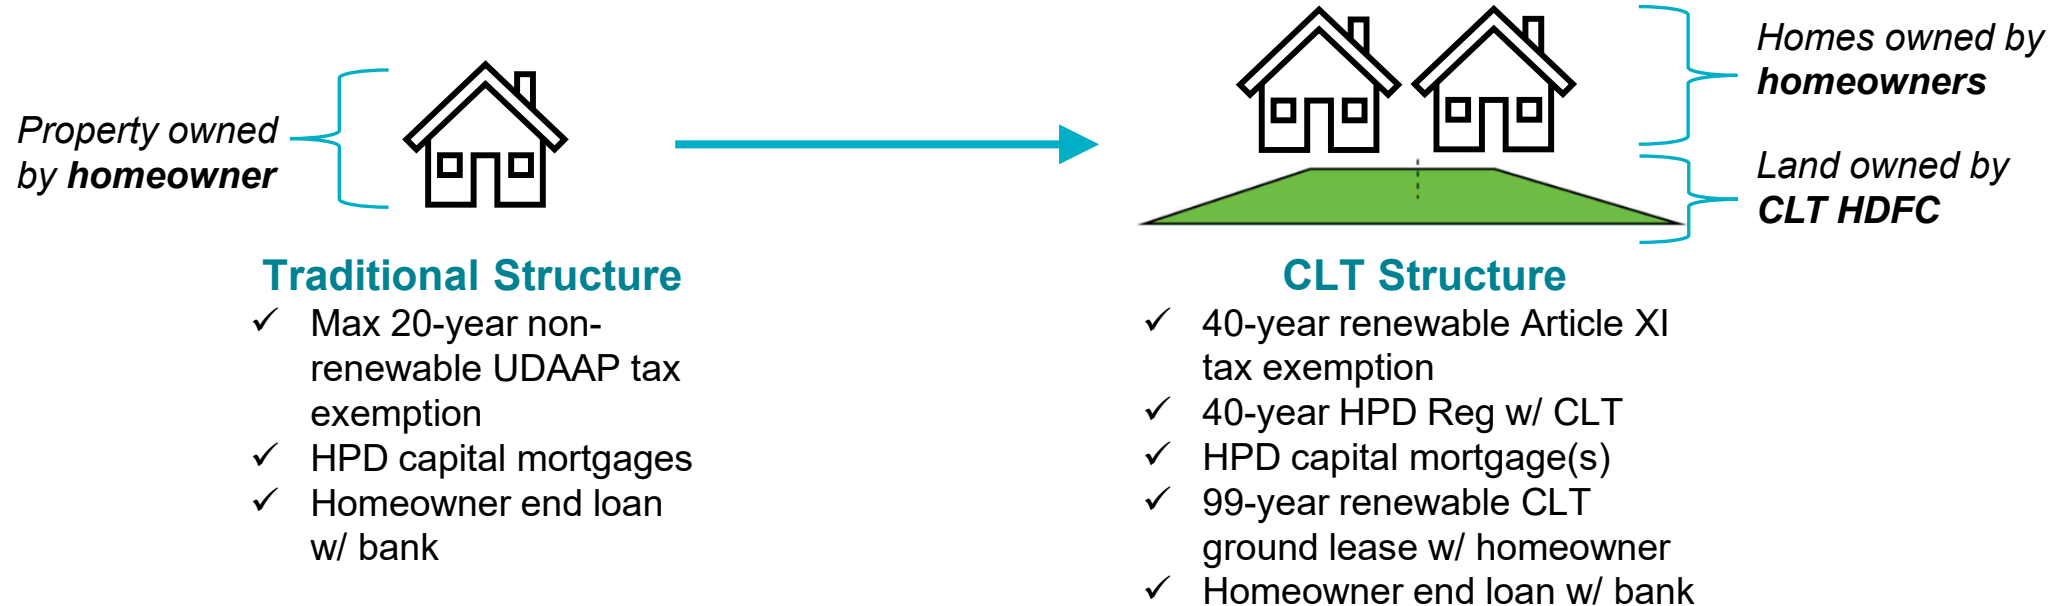 Property owned
by homeowner
Homes owned by
homeowners
Land owned by
CLT HDFC
Traditional Structure
✓ Max 20-year non-
renewable UDAAP tax
exemption
✓ HPD capital mortgages
✓ Homeowner end loan
w/ bank
CLT Structure
✓ 40-year renewable Article XI
tax exemption
✓ 40-year HPD Reg w/ CLT
✓ HPD capital mortgage(s)
✓ 99-year renewable CLT
ground lease w/ homeowner
✓ Homeowner end loan w/ bank